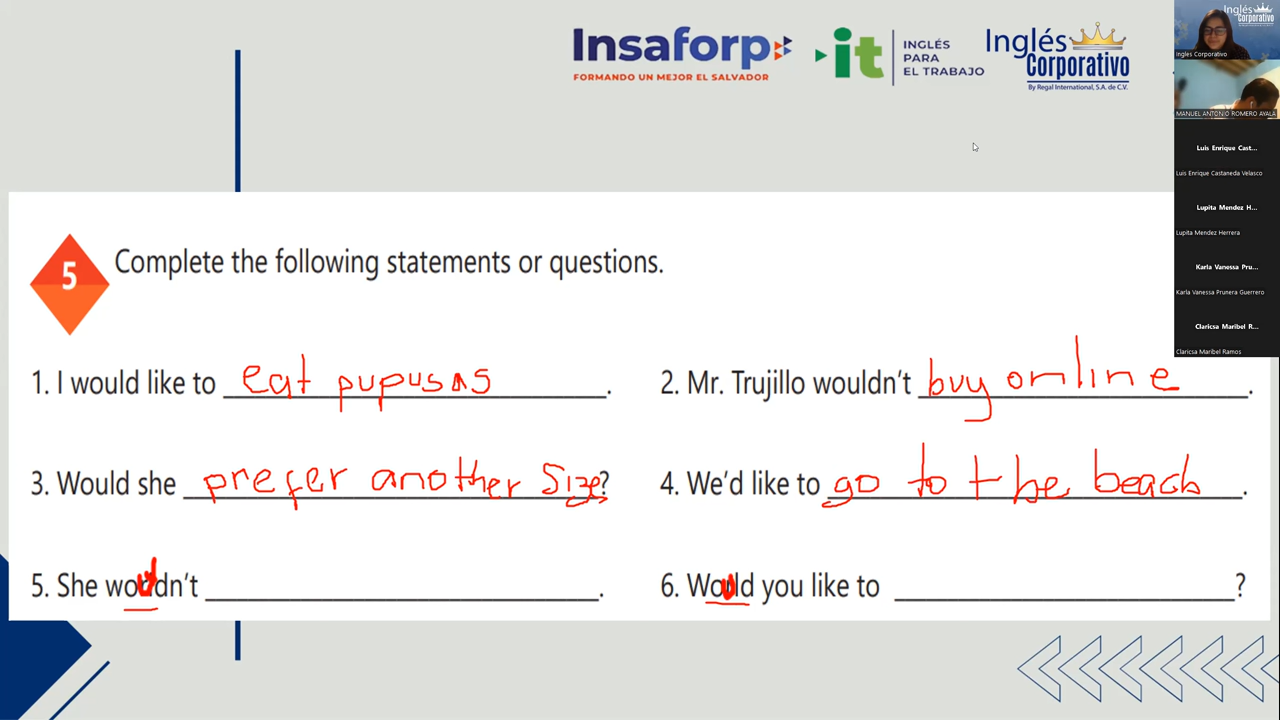 Insaforp
FORMANDO UN MEJOR EL SALVADOR
it
INGLÉS
PARA
EL TRABAJO
Inglés
Corporativo
By Regal International, S.A. de C.V.
Inglés
Corporativo
Ingles Corporativo
MANUEL ANTONIO ROMERO AYALA
Luis Enrique Cast...
Luis Enrique Castaneda Velasco
Lupita Mendez H...
Lupita Mendez Herrera
Karla Vanessa Pru...
Karla Vanessa Prunera Guerrero
Claricsa Maribel R...
Claricsa Maribel Ramos
5
Complete the following statements or questions.
1. I would like to eat pupusas.
2. Mr. Trujillo wouldn't buy online.
3. Would she prefer another size?
4. We'd like to go to the beach.
5. She wouldn't ____.
6. Would you like to ____?